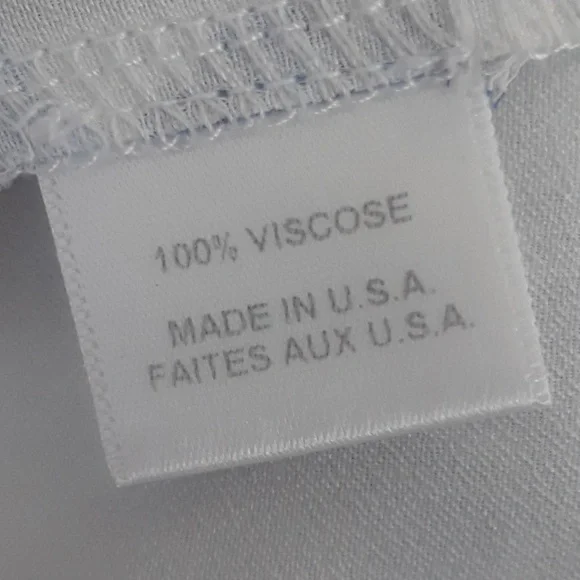 100% VISCOSE
MADE IN U.S.A.
FAITES AUX U.S.A.